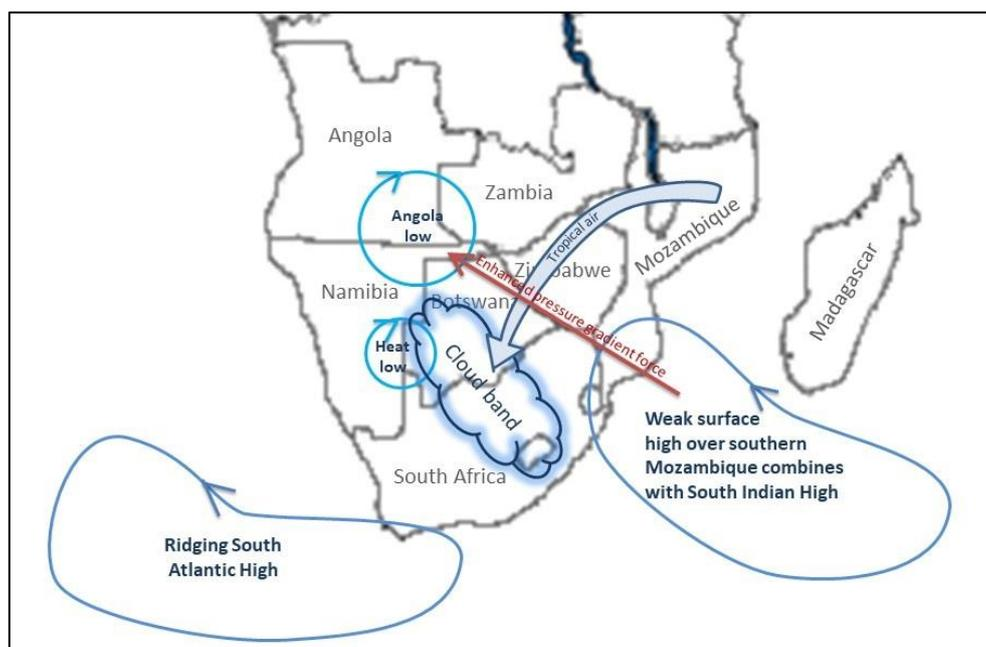 Angola
Zambia
Angola
low
Tropical air
Mozambique
Zimbabwe
Enhanced pressure gradient force
Namibia
Botswana
Madagascar
Heat
low
Cloud band
Weak surface
high over southern
Mozambique combines
with South Indian High
South Africa
Ridging South
Atlantic High